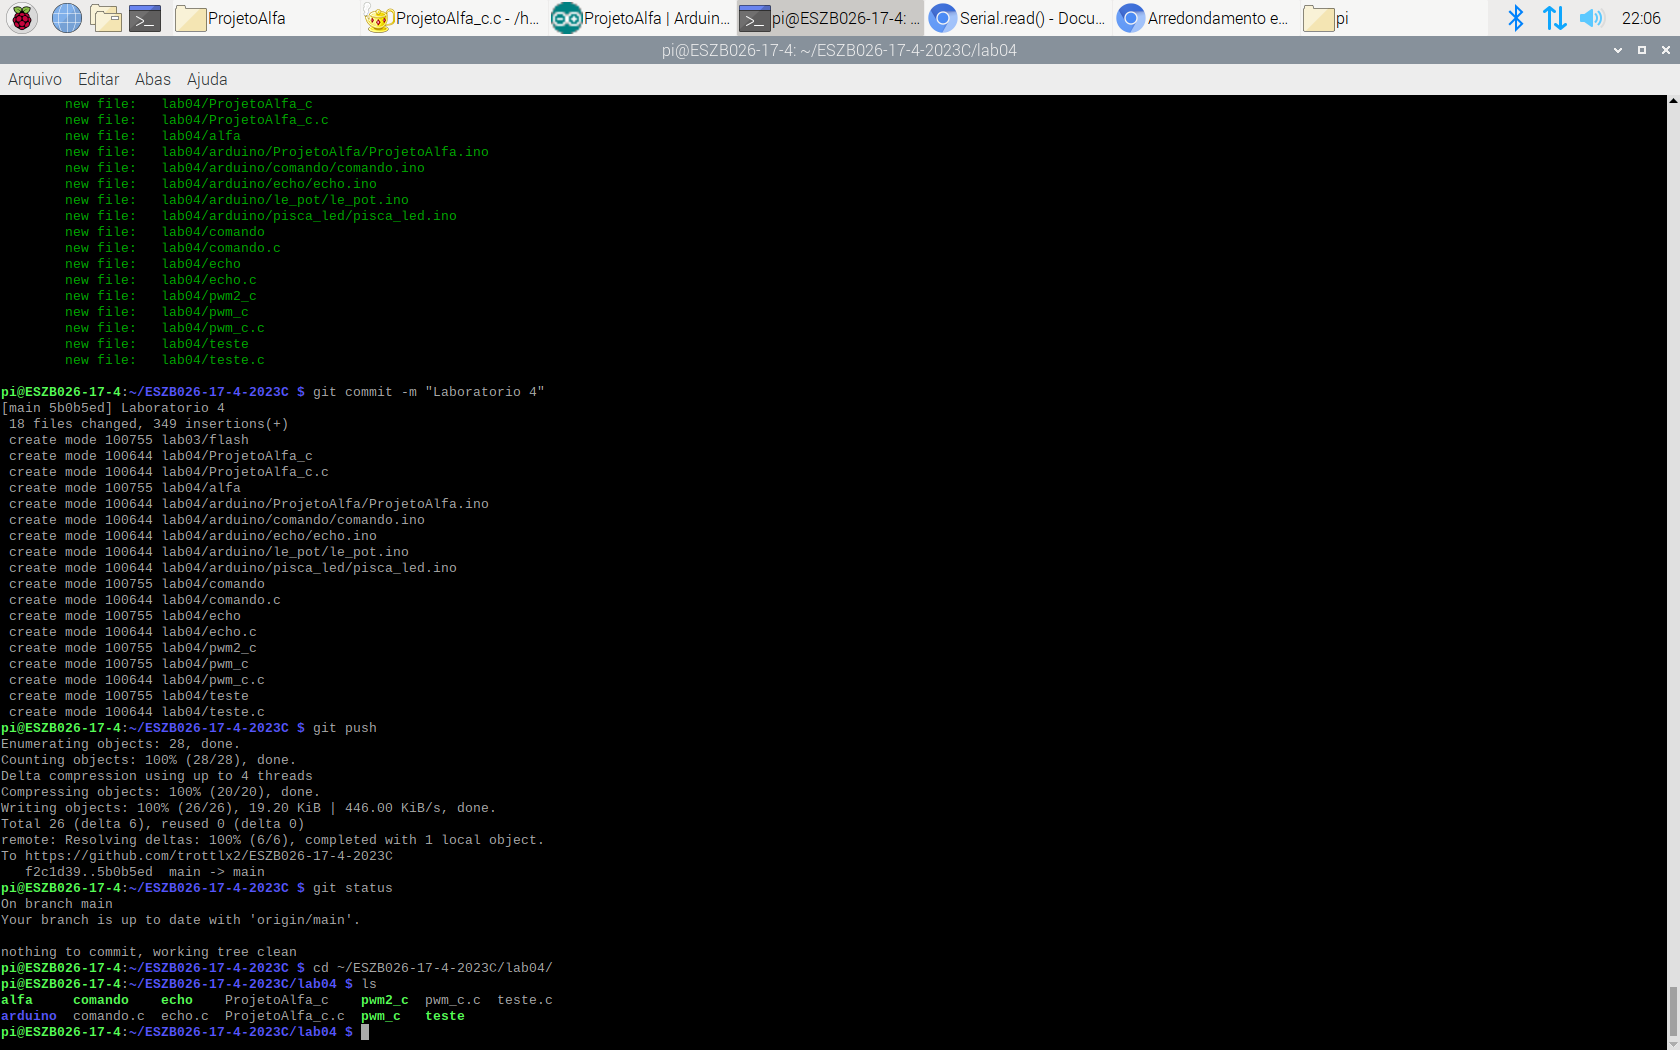 ProjetoAlfa
ProjetoAlfa_c.c - /h...
ProjetoAlfa | Arduin...
pi@ESZB026-17-4: ...
Serial.read() - Docu...
Arredondamento e...
pi
22:06
pi@ESZB026-17-4: ~/ESZB026-17-4-2023C/lab04
Arquivo Editar Abas Ajuda
new file:   lab04/ProjetoAlfa_c
new file:   lab04/ProjetoAlfa_c.c
new file:   lab04/alfa
new file:   lab04/arduino/ProjetoAlfa/ProjetoAlfa.ino
new file:   lab04/arduino/comando/comando.ino
new file:   lab04/arduino/echo/echo.ino
new file:   lab04/arduino/le_pot/le_pot.ino
new file:   lab04/arduino/pisca_led/pisca_led.ino
new file:   lab04/comando
new file:   lab04/comando.c
new file:   lab04/echo
new file:   lab04/echo.c
new file:   lab04/pwm2_c
new file:   lab04/pwm_c
new file:   lab04/pwm_c.c
new file:   lab04/teste
new file:   lab04/teste.c
pi@ESZB026-17-4:~/ESZB026-17-4-2023C $ git commit -m "Laboratorio 4"
[main 5b0b5ed] Laboratorio 4
18 files changed, 349 insertions(+)
create mode 100755 lab03/flash
create mode 100644 lab04/ProjetoAlfa_c
create mode 100644 lab04/ProjetoAlfa_c.c
create mode 100755 lab04/alfa
create mode 100644 lab04/arduino/ProjetoAlfa/ProjetoAlfa.ino
create mode 100644 lab04/arduino/comando/comando.ino
create mode 100644 lab04/arduino/echo/echo.ino
create mode 100644 lab04/arduino/le_pot/le_pot.ino
create mode 100644 lab04/arduino/pisca_led/pisca_led.ino
create mode 100755 lab04/comando
create mode 100644 lab04/comando.c
create mode 100755 lab04/echo
create mode 100644 lab04/echo.c
create mode 100755 lab04/pwm2_c
create mode 100755 lab04/pwm_c
create mode 100644 lab04/pwm_c.c
create mode 100755 lab04/teste
create mode 100644 lab04/teste.c
pi@ESZB026-17-4:~/ESZB026-17-4-2023C $ git push
Enumerating objects: 28, done.
Counting objects: 100% (28/28), done.
Delta compression using up to 4 threads
Compressing objects: 100% (20/20), done.
Writing objects: 100% (26/26), 19.20 KiB | 446.00 KiB/s, done.
Total 26 (delta 6), reused 0 (delta 0)
remote: Resolving deltas: 100% (6/6), completed with 1 local object.
To https://github.com/trottlx2/ESZB026-17-4-2023C
f2c1d39..5b0b5ed  main -> main
pi@ESZB026-17-4:~/ESZB026-17-4-2023C $ git status
On branch main
Your branch is up to date with 'origin/main'.
nothing to commit, working tree clean
pi@ESZB026-17-4:~/ESZB026-17-4-2023C $ cd ~/ESZB026-17-4-2023C/lab04/
pi@ESZB026-17-4:~/ESZB026-17-4-2023C/lab04 $ ls
alfa     comando    echo    ProjetoAlfa_c    pwm2_c  pwm_c.c  teste.c
arduino  comando.c  echo.c  ProjetoAlfa_c.c  pwm_c   teste
pi@ESZB026-17-4:~/ESZB026-17-4-2023C/lab04 $